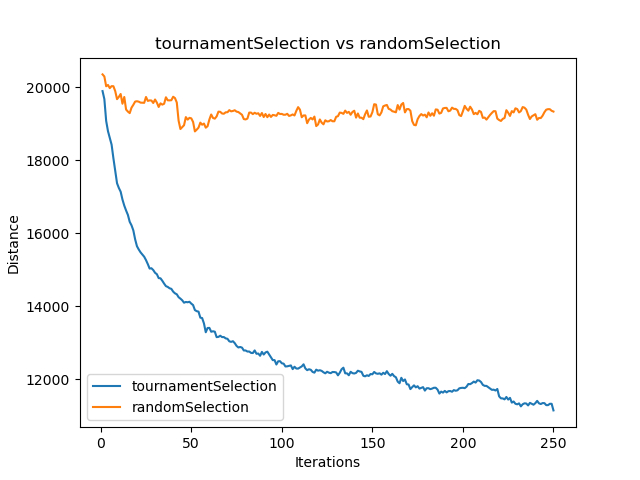 tournamentSelection vs randomSelection
Distance
20000
18000
16000
14000
12000
tournamentSelection
randomSelection
0 50 100 150 200 250
Iterations